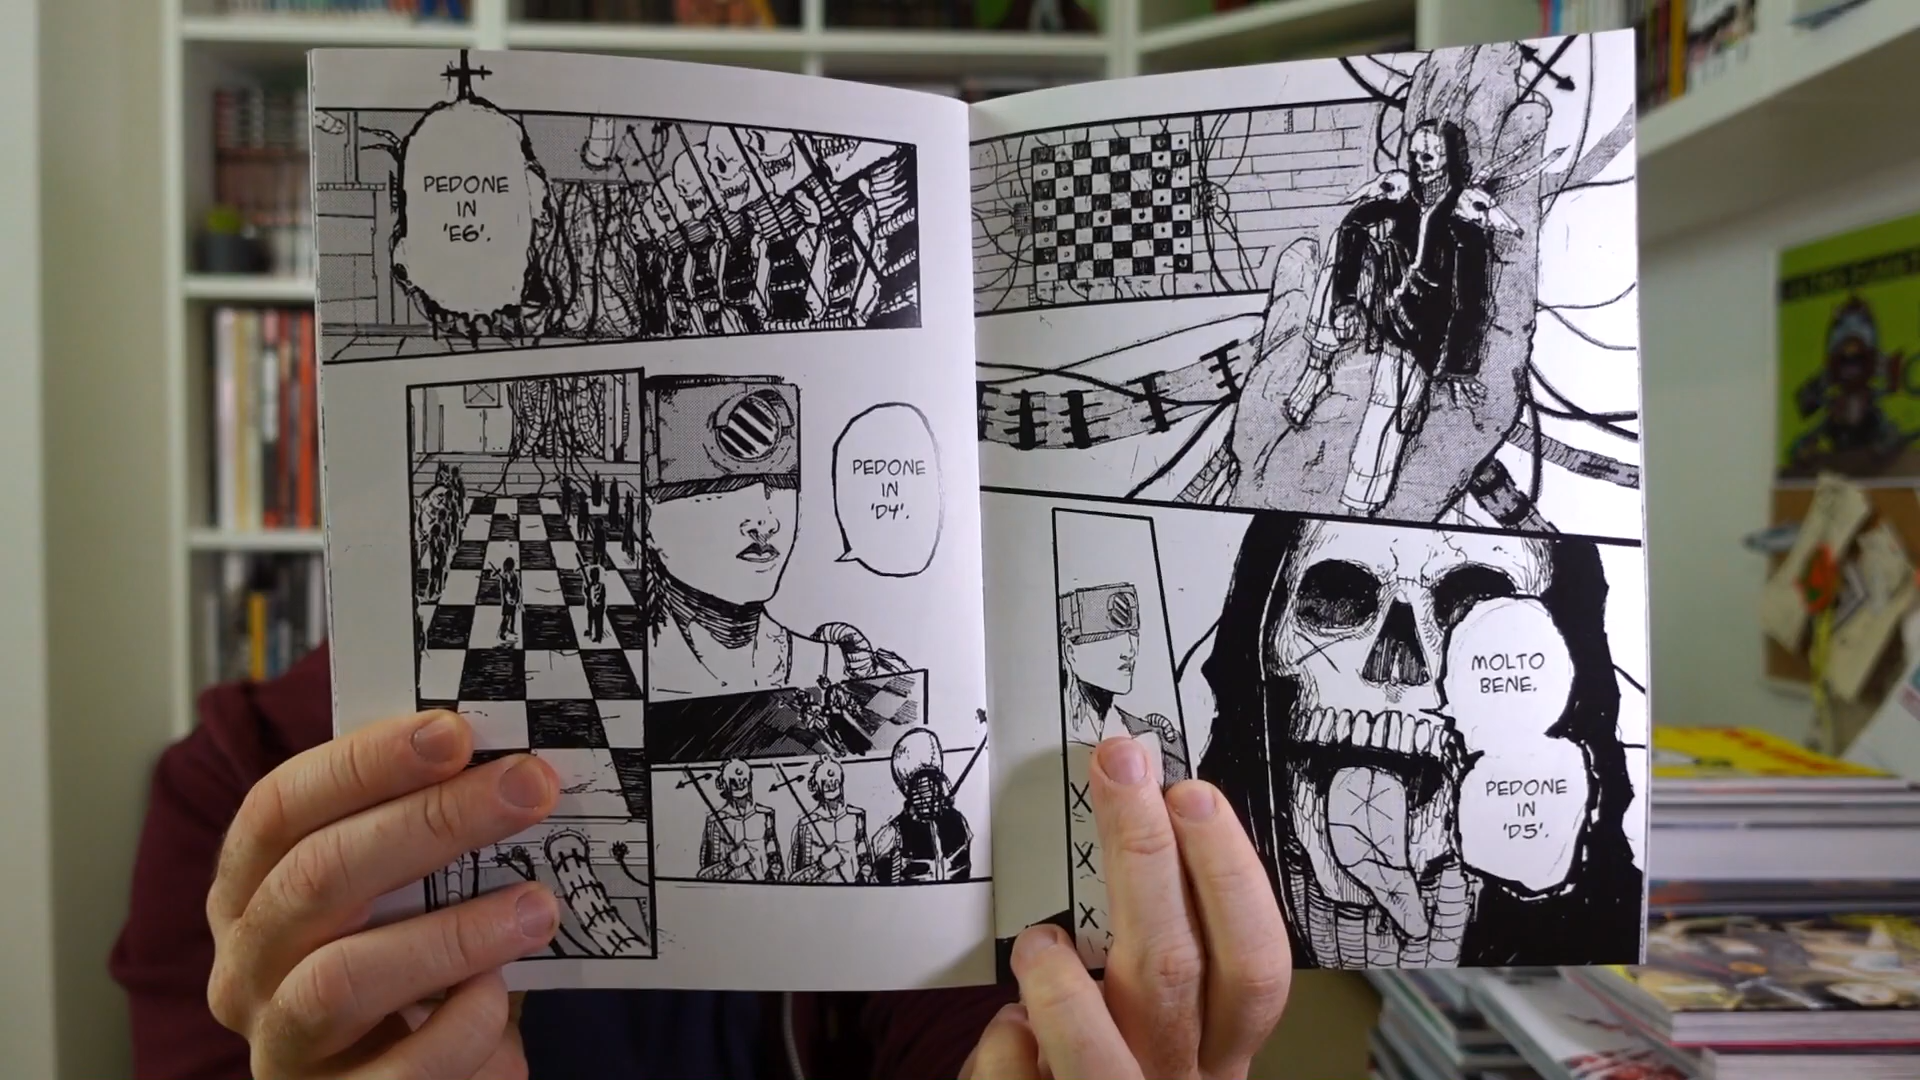 PEDONE
IN
'E6'.
PEDONE
IN
'D4'.
MOLTO
BENE.
PEDONE
IN
'D5'.